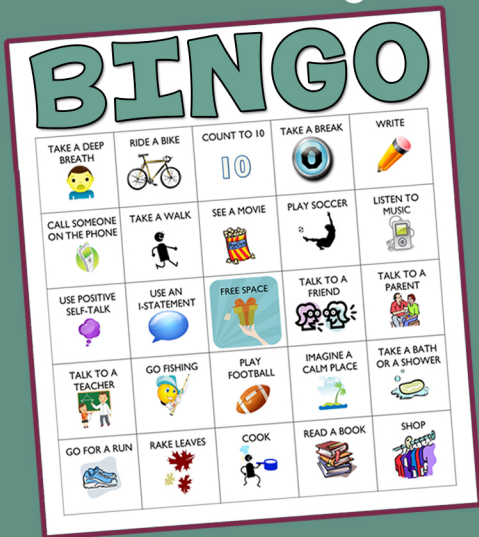 BINGO
TAKE A DEEP
BREATH
RIDE A BIKE
COUNT TO 10
10
TAKE A BREAK
WRITE
CALL SOMEONE
ON THE PHONE
TAKE A WALK
SEE A MOVIE
PLAY SOCCER
LISTEN TO
MUSIC
USE POSITIVE
SELF-TALK
USE AN
I-STATEMENT
FREE SPACE
TALK TO A
FRIEND
TALK TO A
PARENT
TALK TO A
TEACHER
GO FISHING
PLAY
FOOTBALL
IMAGINE A
CALM PLACE
TAKE A BATH
OR A SHOWER
GO FOR A RUN
RAKE LEAVES
COOK
READ A BOOK
SHOP